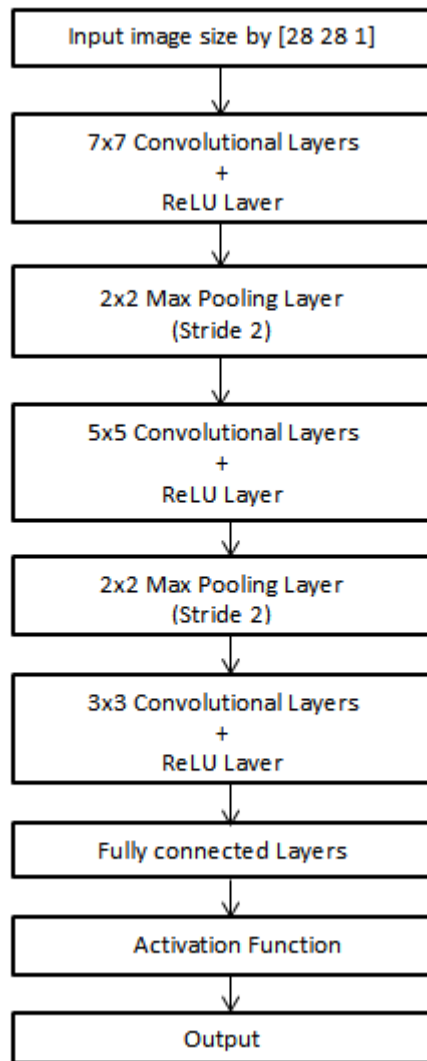 Input image size by [28 28 1]
7x7 Convolutional Layers
+
ReLU Laver
2x2 Max Pooling Layer
(Stride 2)
5x5 Convolutional Layers
+
ReLU Layer
2x2 Max Pooling Layer
(Stride 2)
3x3 Convolutional Layers
+
ReLU Laver
Fully connected Layers
Activation Function
Output